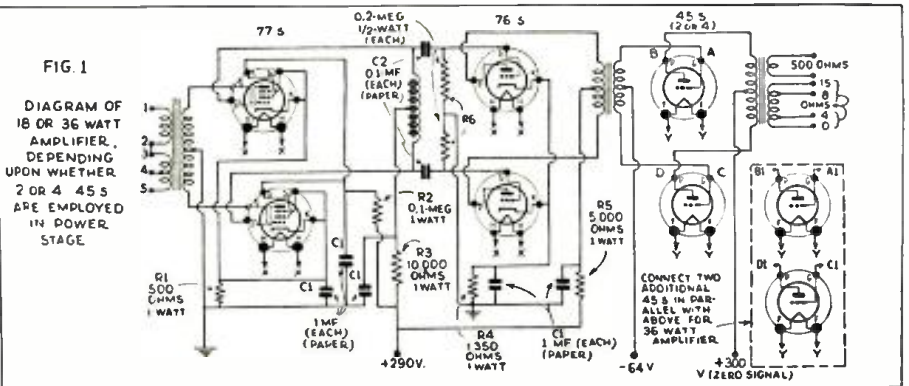 FIG. 1
DIAGRAM OF
18 OR 36 WATT
AMPLIFIER,
DEPENDING
UPON WHETHER
2 OR 4 45 S
ARE EMPLOYED
IN POWER
STAGE
1
2
3
4
5
77 S
0.2-MEG
1/2-WATT
(EACH)
C2
0.1 MF
(EACH)
(PAPER)
R6
76 S
45 S
(2 OR 4)
B
A
D
C
500 OHMS
15
8
OHMS
4
0
R1
500
OHMS
1 WATT
C1
C1
C1
1 MF
(EACH)
(PAPER)
R2
0.1-MEG
1 WATT
R3
10,000
OHMS
1 WATT
+290V.
R4
1350
OHMS
1 WATT
C1
1 MF (EACH)
(PAPER)
R5
5,000
OHMS
1 WATT
CONNECT TWO
ADDITIONAL
45 S IN PAR-
ALLEL WITH
ABOVE FOR
36 WATT
AMPLIFIER
-64V
+300
V (ZERO SIGNAL)
B1
A1
D1
C1
X
X
X
X
X
X
X
X
Y
Y
Y
Y
Y
Y
Y
Y